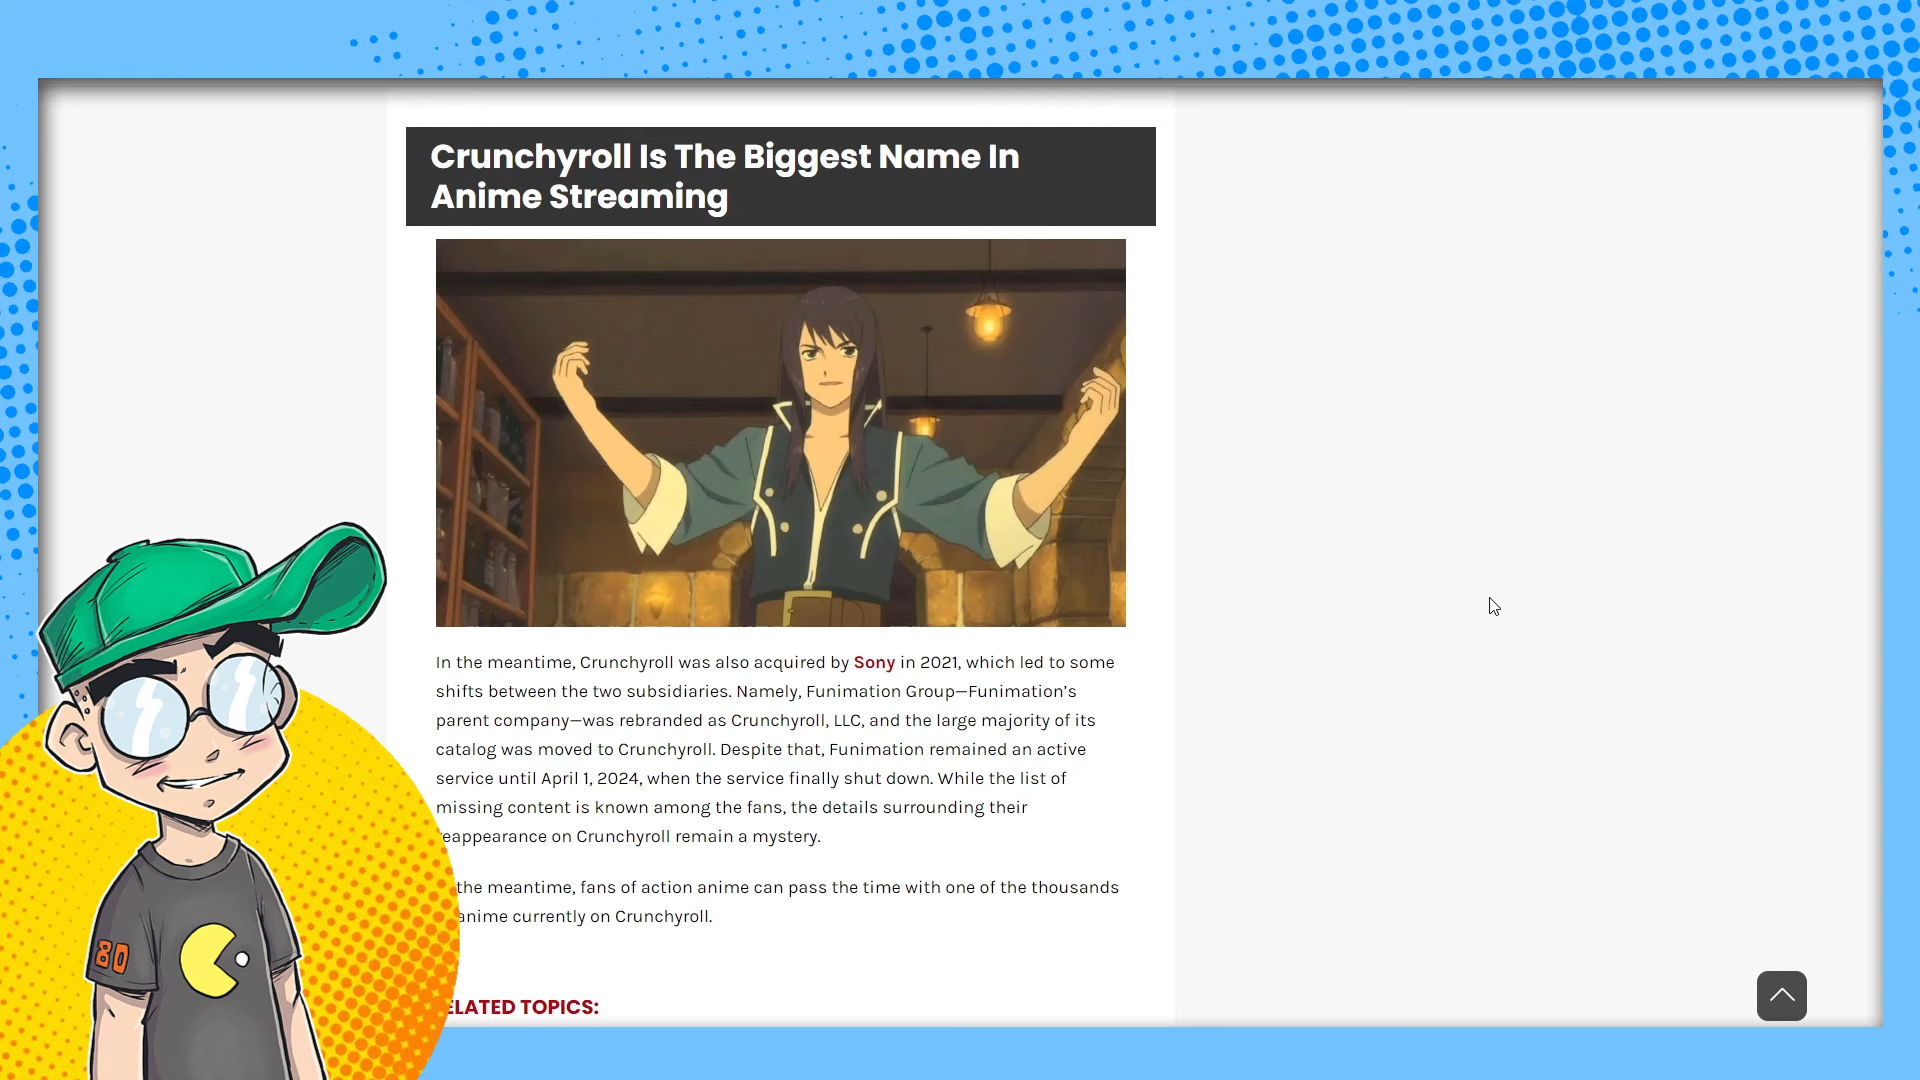 Crunchyroll Is The Biggest Name In
Anime Streaming
In the meantime, Crunchyroll was also acquired by Sony in 2021, which led to some
shifts between the two subsidiaries. Namely, Funimation Group—Funimation's
parent company—was rebranded as Crunchyroll, LLC, and the large majority of its
catalog was moved to Crunchyroll. Despite that, Funimation remained an active
service until April 1, 2024, when the service finally shut down. While the list of
missing content is known among the fans, the details surrounding their
eappearance on Crunchyroll remain a mystery.
the meantime, fans of action anime can pass the time with one of the thousands
anime currently on Crunchyroll.
ELATED TOPICS:
80